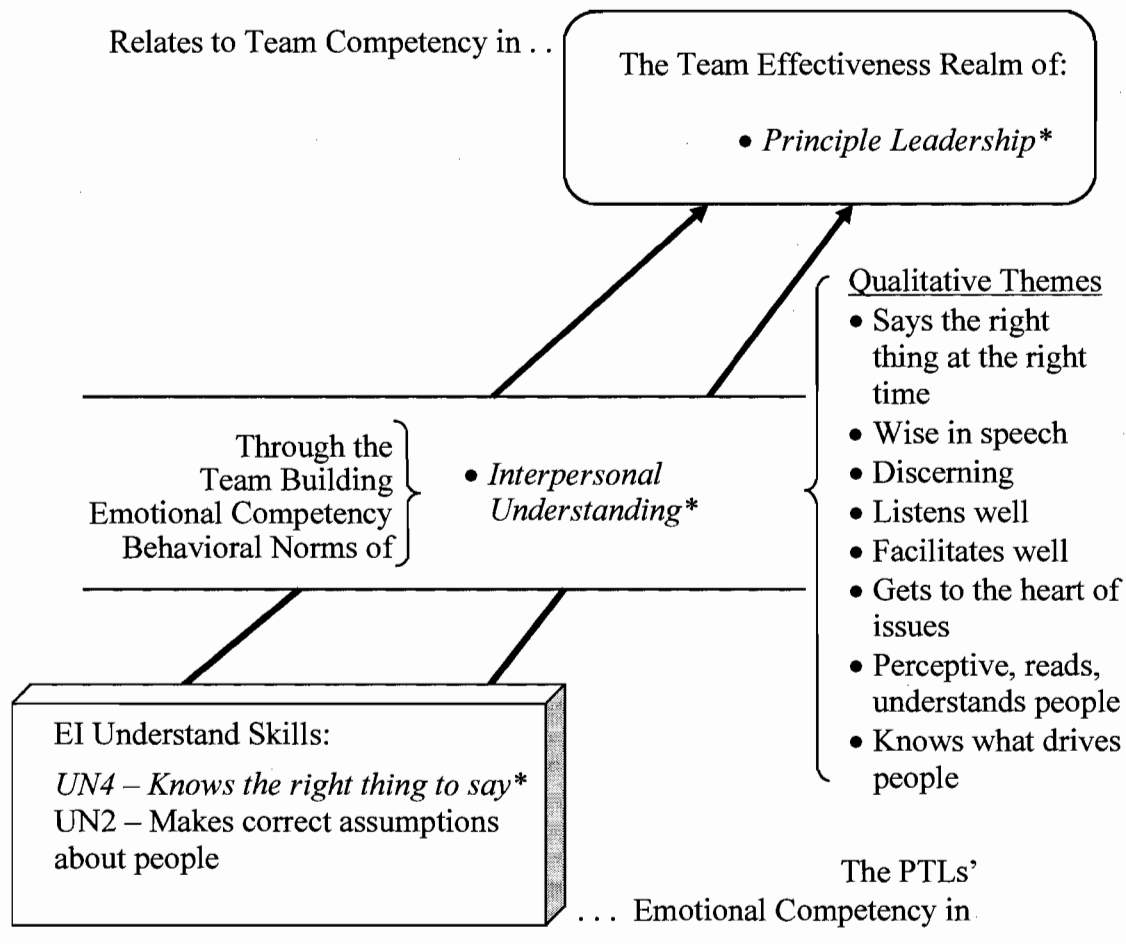 Relates to Team Competency in . .
The Team Effectiveness Realm of:
• Principle Leadership*
Qualitative Themes
• Says the right
thing at the right
time
• Wise in speech
• Discerning
• Listens well
• Facilitates well
• Gets to the heart of
issues
• Perceptive, reads,
understands people
• Knows what drives
people
Through the
Team Building
Emotional Competency
Behavioral Norms of
• Interpersonal
Understanding*
EI Understand Skills:
UN4 – Knows the right thing to say*
UN2 – Makes correct assumptions
about people
The PTLs’
. . . Emotional Competency in